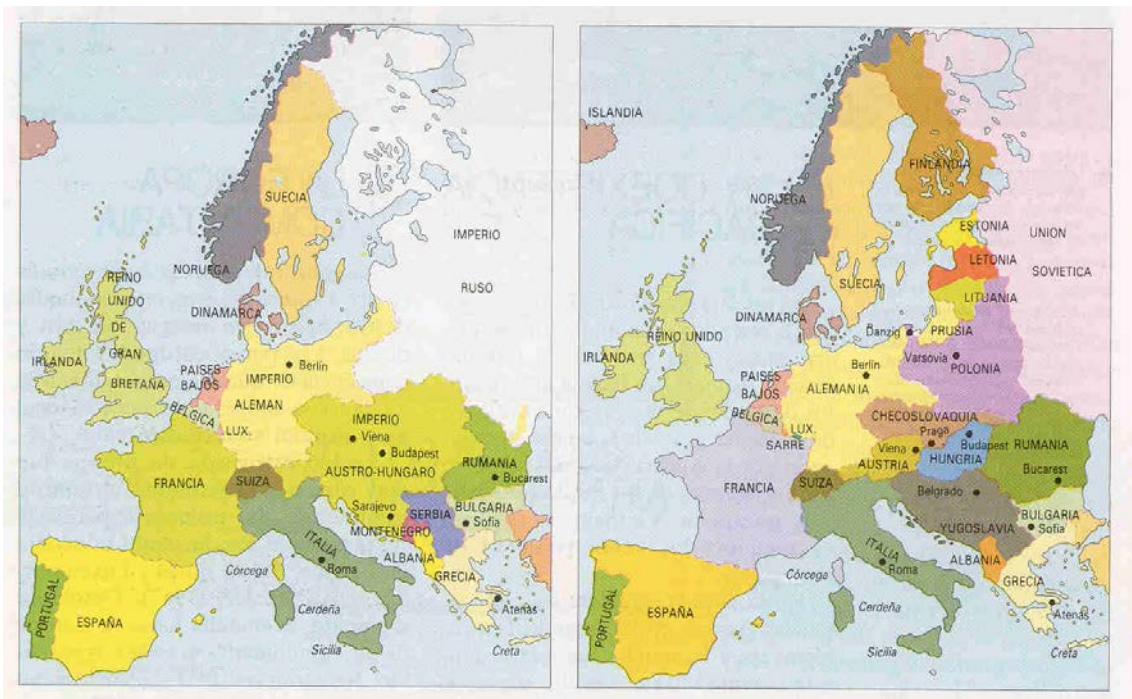 SUECIA
IMPERIO
RUSO
NORUEGA
REINO
UNIDO
DE
GRAN
BRETAÑA
DINAMARCA
IRLANDA
PAISES
BAJOS
Berlín
IMPERIO
ALEMAN
BELGICA
LUX.
IMPERIO
Viena
Budapest
AUSTRO-HUNGARO
RUMANIA
Bucarest
FRANCIA
SUIZA
Sarajevo
SERBIA
BULGARIA
Sofia
MONTENEGRO
ITALIA
Roma
ALBANIA
Córcega
GRECIA
PORTUGAL
ESPAÑA
Cerdeña
Atenas
Sicilia
Creta
ISLANDIA
FINLANDIA
NORUEGA
ESTONIA
UNION
SOVIETICA
LETONIA
SUECIA
LITUANIA
DINAMARCA
Danzig
PRUSIA
REINO UNIDO
IRLANDA
Varsovia
POLONIA
PAISES
BAJOS
Berlín
ALEMANIA
BELGICA
LUX.
CHECOSLOVAQUIA
Praga
SARRE
Viena
Budapest
RUMANIA
AUSTRIA
HUNGRIA
Bucarest
FRANCIA
SUIZA
Belgrado
BULGARIA
Sofia
YUGOSLAVIA
ITALIA
Roma
ALBANIA
Córcega
GRECIA
PORTUGAL
ESPAÑA
Cerdeña
Atenas
Sicilia
Creta